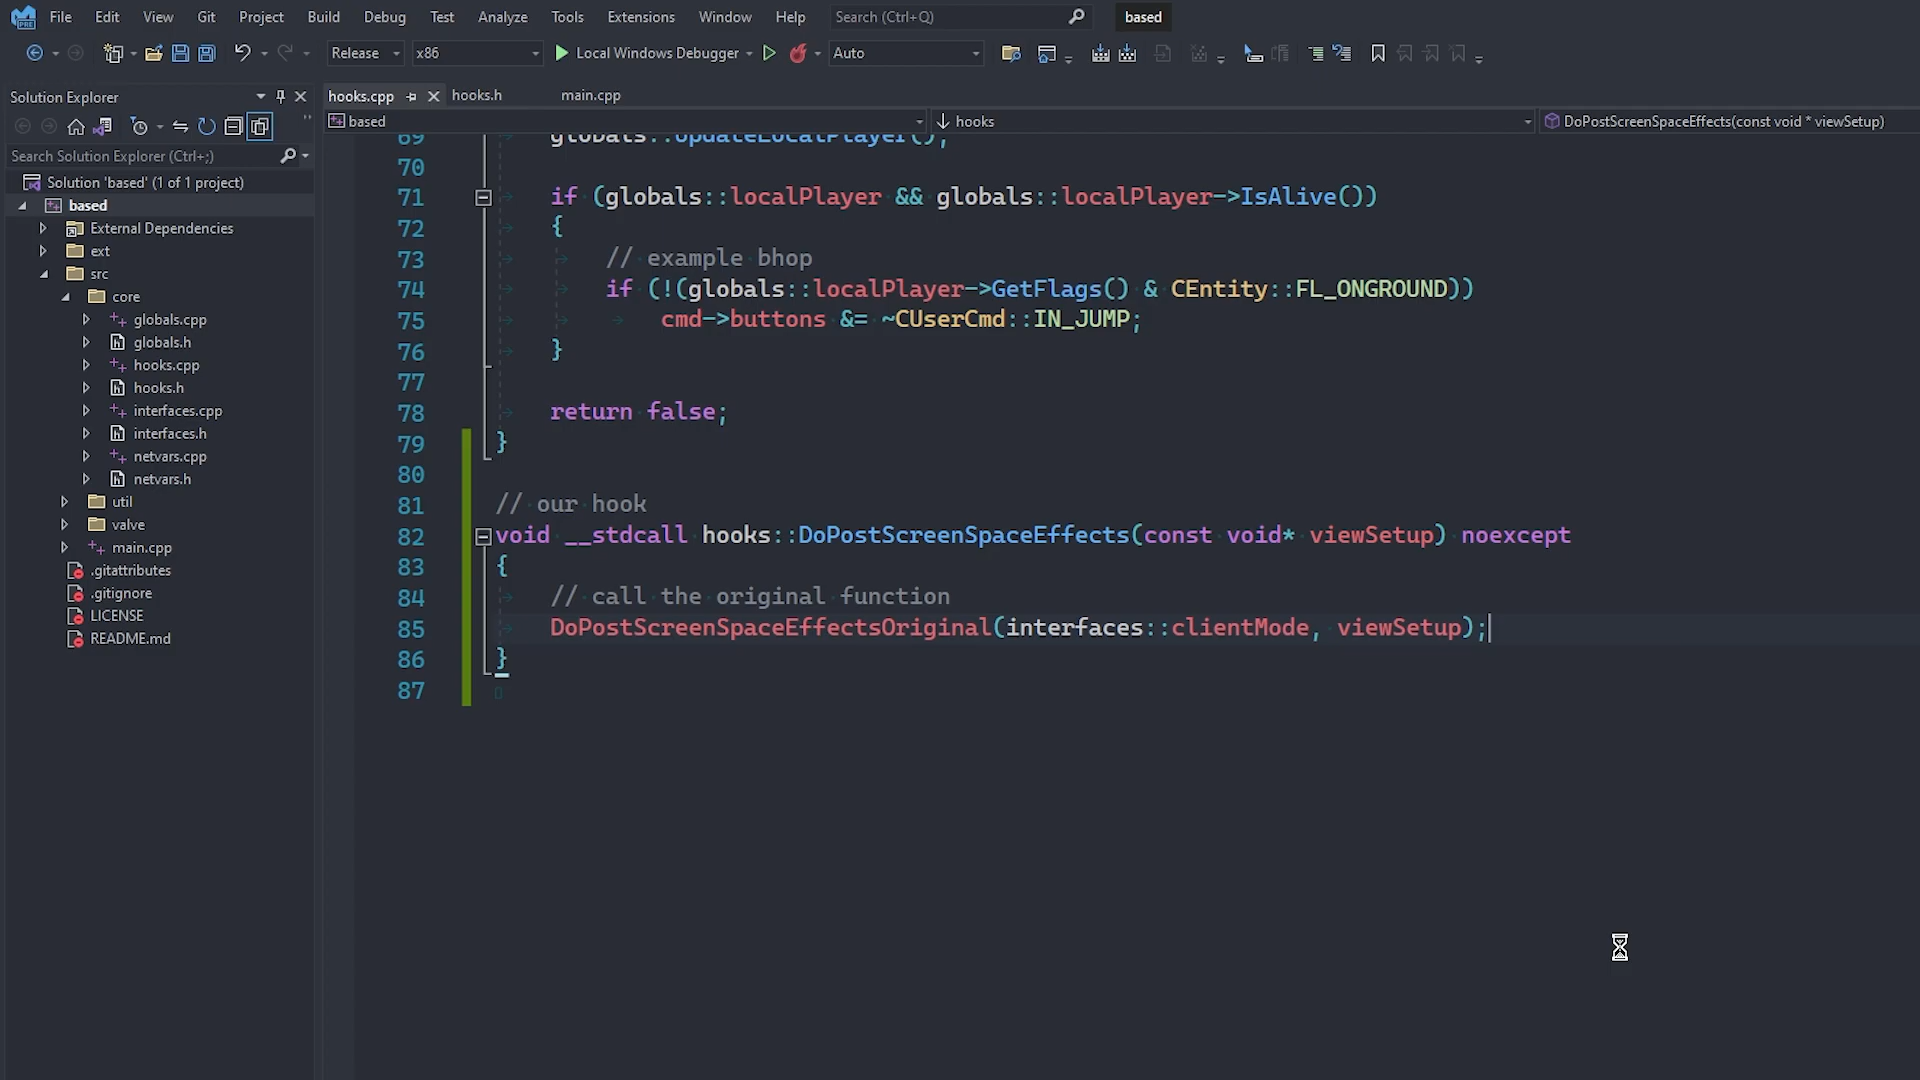 File Edit View Git Project Build Debug Test Analyze Tools Extensions Window Help Search (Ctrl+Q) based
Release x86 Local Windows Debugger Auto
Solution Explorer
Search Solution Explorer (Ctrl+;)
Solution 'based' (1 of 1 project)
based
External Dependencies
ext
src
core
globals.cpp
globals.h
hooks.cpp
hooks.h
interfaces.cpp
interfaces.h
netvars.cpp
netvars.h
util
valve
main.cpp
.gitattributes
.gitignore
LICENSE
README.md
hooks.cpp hooks.h main.cpp
based hooks DoPostScreenSpaceEffects(const void * viewSetup)
69 globals::UpdateLocalPlayer();
70
71 if (globals::localPlayer && globals::localPlayer->IsAlive())
72 {
73 // example bhop
74 if (!(globals::localPlayer->GetFlags() & CEntity::FL_ONGROUND))
75 cmd->buttons &= ~CUserCmd::IN_JUMP;
76 }
77
78 return false;
79 }
80
81 // our hook
82 void __stdcall hooks::DoPostScreenSpaceEffects(const void* viewSetup) noexcept
83 {
84 // call the original function
85 DoPostScreenSpaceEffectsOriginal(interfaces::clientMode, viewSetup);
86 }
87